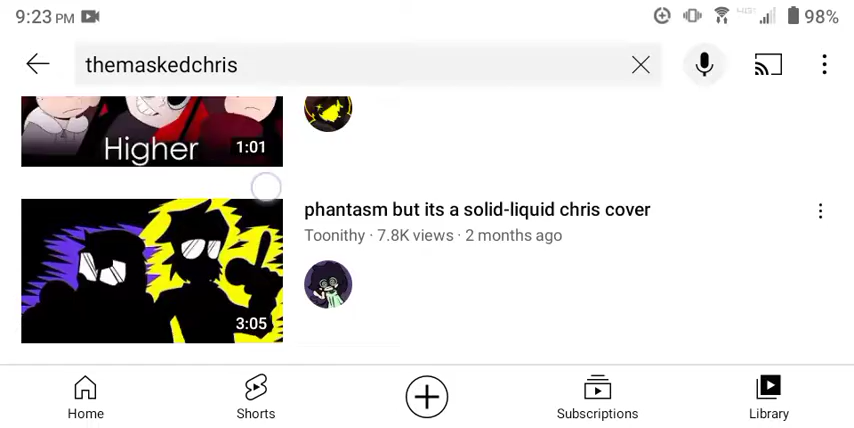 9:23 PM
98%
themaskedchris
Higher
1:01
phantasm but its a solid-liquid chris cover
Toonithy · 7.8K views · 2 months ago
3:05
Home
Shorts
Subscriptions
Library